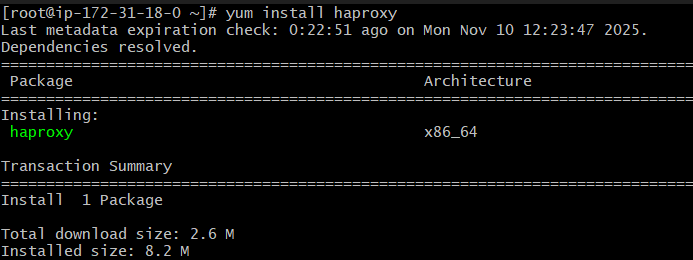 [root@ip-172-31-18-0 ~]# yum install haproxy
Last metadata expiration check: 0:22:51 ago on Mon Nov 10 12:23:47 2025.
Dependencies resolved.
================================================================================
Package Architecture
================================================================================
Installing:
haproxy x86_64
Transaction Summary
================================================================================
Install  1 Package
Total download size: 2.6 M
Installed size: 8.2 M